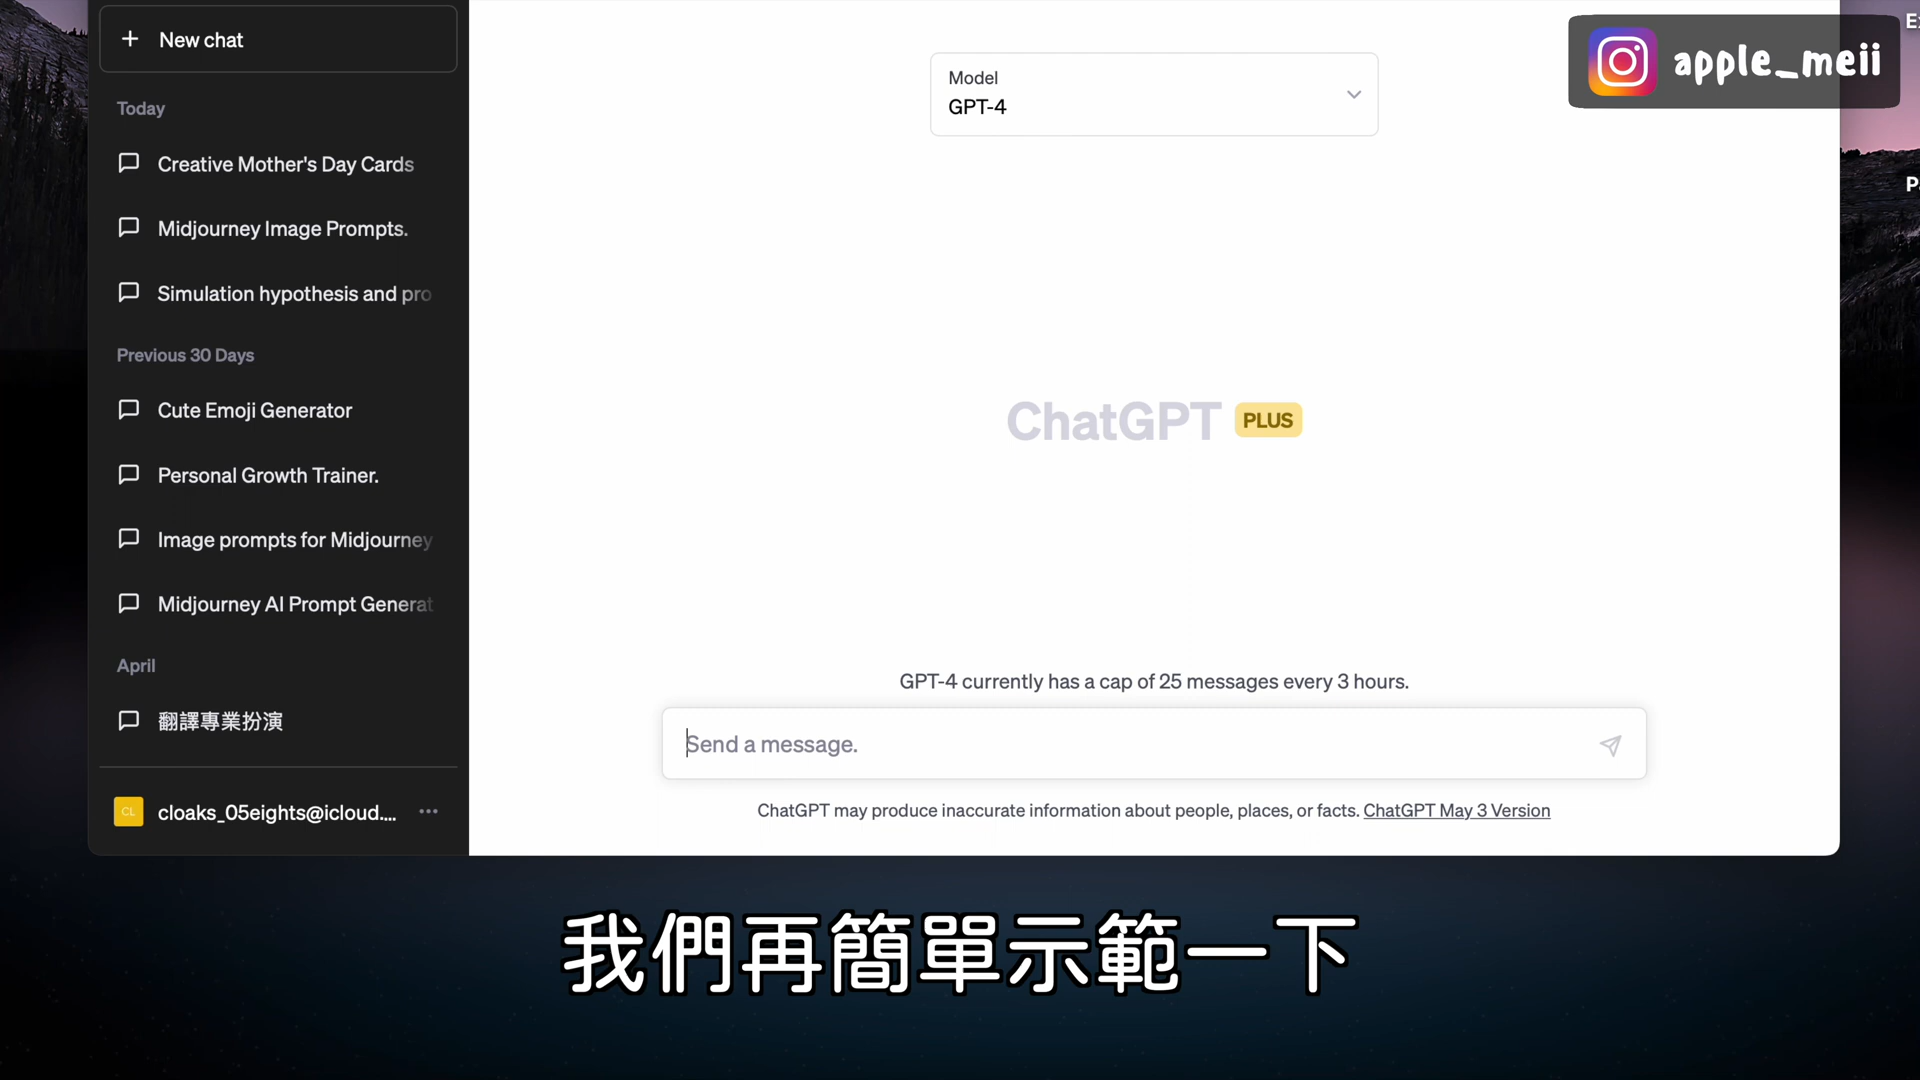 New chat
Today
Creative Mother's Day Cards
Midjourney Image Prompts.
Simulation hypothesis and pro
Previous 30 Days
Cute Emoji Generator
Personal Growth Trainer.
Image prompts for Midjourney
Midjourney AI Prompt Generat
April
翻譯專業扮演
CL
cloaks_05eights@icloud....
Model
GPT-4
ChatGPT PLUS
GPT-4 currently has a cap of 25 messages every 3 hours.
Send a message.
ChatGPT may produce inaccurate information about people, places, or facts. ChatGPT May 3 Version
apple_meii
我們再簡單示範一下